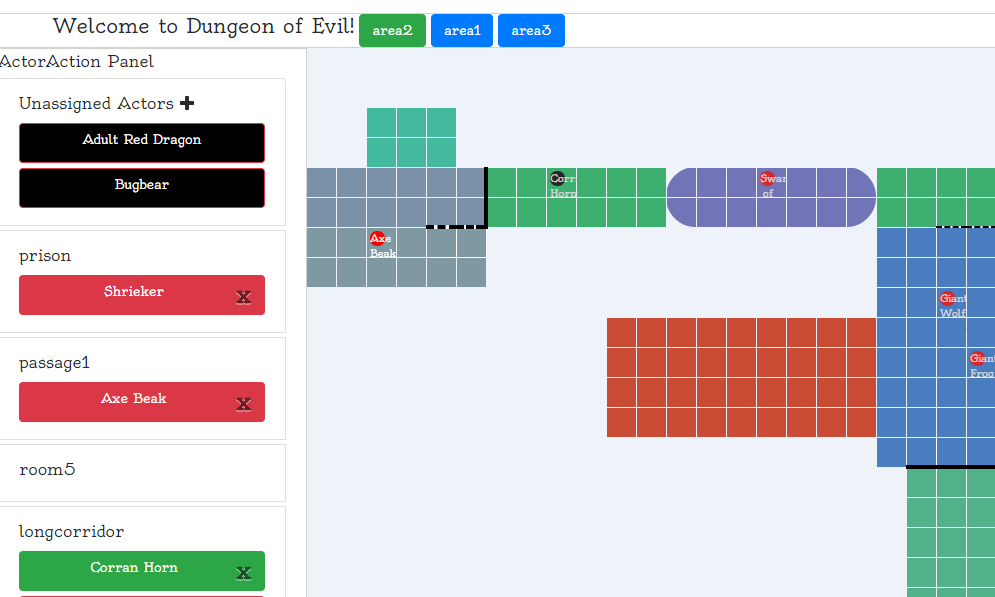 Welcome to Dungeon of Evil! area2 area1 area3
ActorAction Panel
Unassigned Actors
Adult Red Dragon
Bugbear
prison
Shrieker X
passage1
Axe Beak X
room5
longcorridor
Corran Horn X
Corr
Horn
Swar
of
Axe
Beak
Giant
Wolf
Giant
Frog